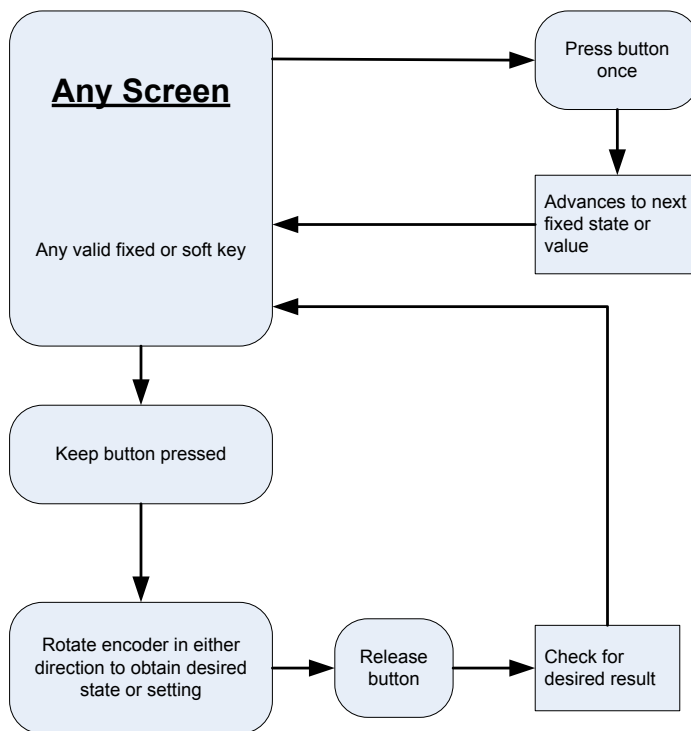 Any Screen
Any valid fixed or soft key
Press button
once
Advances to next
fixed state or
value
Keep button pressed
Rotate encoder in either
direction to obtain desired
state or setting
Release
button
Check for
desired result